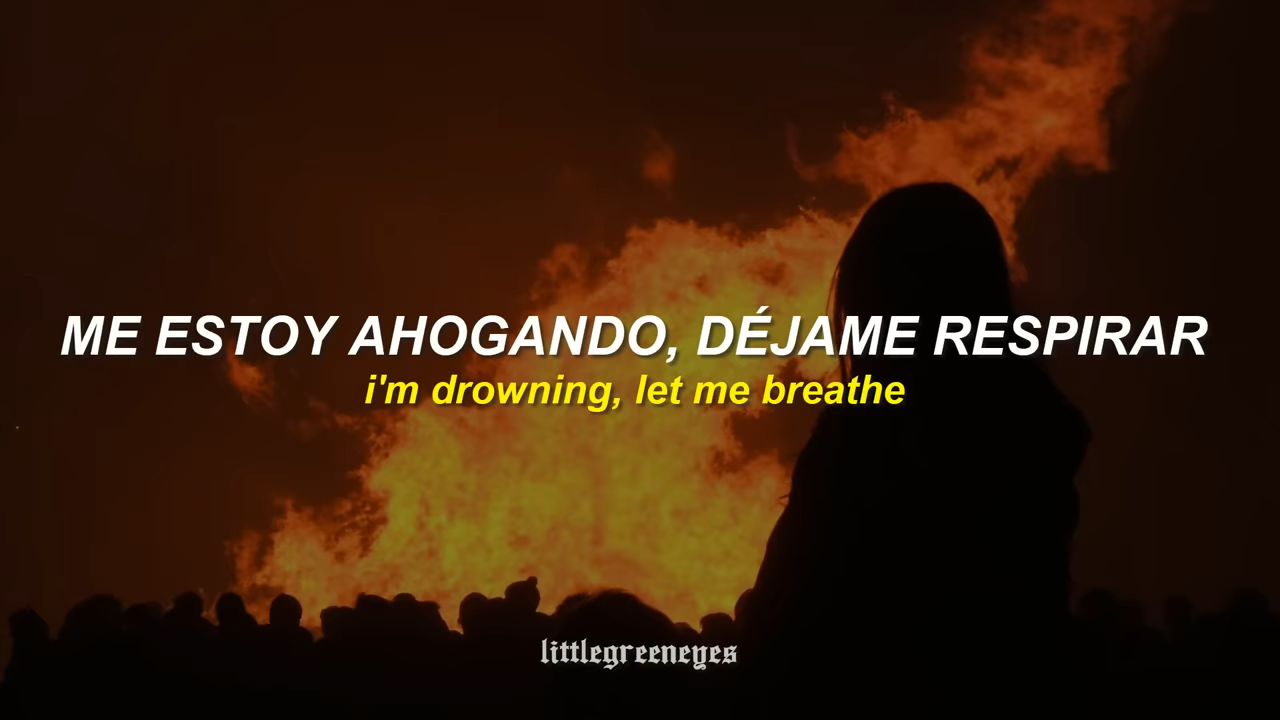 ME ESTOY AHOGANDO, DÉJAME RESPIRAR
i'm drowning, let me breathe
littlegreeneyes